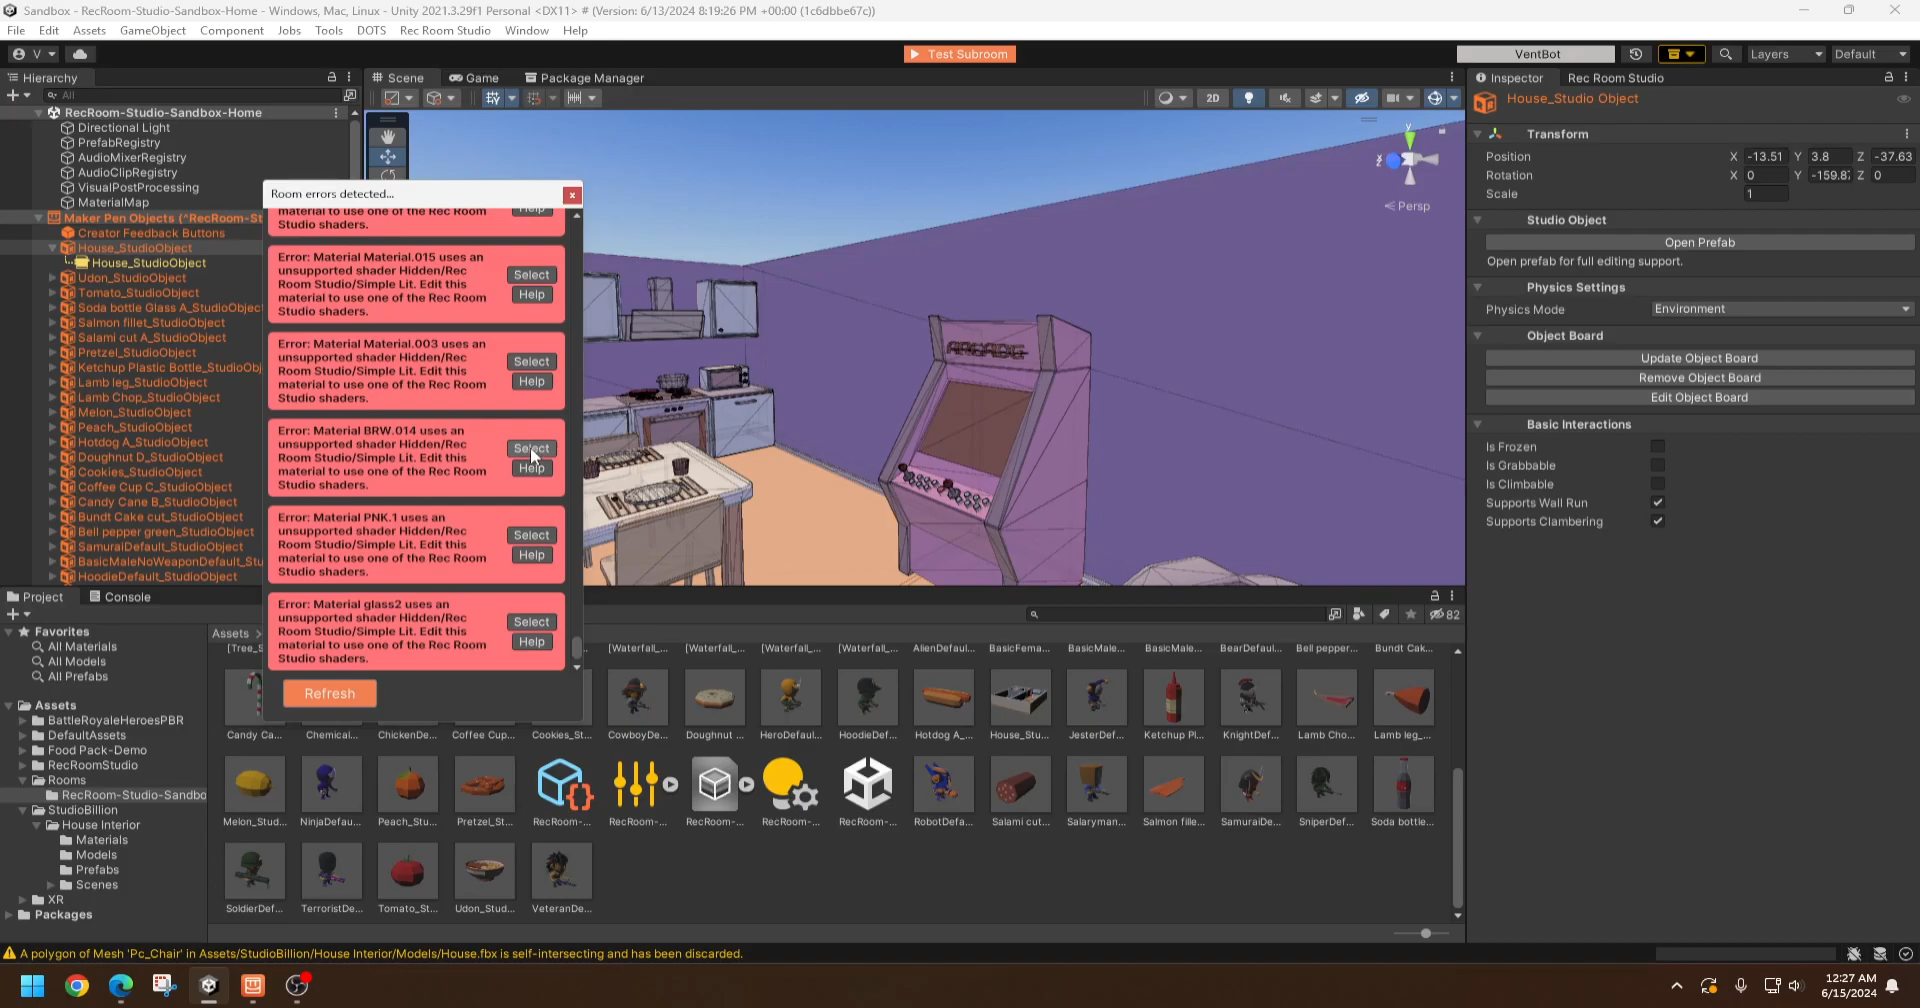 Sandbox - RecRoom-Studio-Sandbox-Home - Windows, Mac, Linux - Unity 2021.3.29f1 Personal <DX11> # (Version: 6/13/2024 8:19:26 PM +00:00 (1c6dbbe67c))
File Edit Assets GameObject Component Jobs Tools DOTS Rec Room Studio Window Help
V
Test Subroom
VentBot
Layers
Default
Hierarchy
All
RecRoom-Studio-Sandbox-Home
Directional Light
PrefabRegistry
AudioMixerRegistry
AudioClipRegistry
VisualPostProcessing
MaterialMap
Maker Pen Objects (^RecRoom-St
Creator Feedback Buttons
House_StudioObject
House_StudioObject
Udon_StudioObject
Tomato_StudioObject
Soda bottle Glass A_StudioObject
Salmon fillet_StudioObject
Salami cut A_StudioObject
Pretzel_StudioObject
Ketchup Plastic Bottle_StudioObj
Lamb leg_StudioObject
Lamb Chop_StudioObject
Melon_StudioObject
Peach_StudioObject
Hotdog A_StudioObject
Doughnut D_StudioObject
Cookies_StudioObject
Coffee Cup C_StudioObject
Candy Cane B_StudioObject
Bundt Cake cut_StudioObject
Bell pepper green_StudioObject
SamuraiDefault_StudioObject
BasicMaleNoWeaponDefault_Stu
HoodieDefault_StudioObject
Scene Game Package Manager
2D
y
z
Persp
ARCADE
Room errors detected...
x
material to use one of the Rec Room
Studio shaders.
Help
Error: Material Material.015 uses an
unsupported shader Hidden/Rec
Room Studio/Simple Lit. Edit this
material to use one of the Rec Room
Studio shaders.
Select
Help
Error: Material Material.003 uses an
unsupported shader Hidden/Rec
Room Studio/Simple Lit. Edit this
material to use one of the Rec Room
Studio shaders.
Select
Help
Error: Material BRW.014 uses an
unsupported shader Hidden/Rec
Room Studio/Simple Lit. Edit this
material to use one of the Rec Room
Studio shaders.
Select
Help
Error: Material PNK.1 uses an
unsupported shader Hidden/Rec
Room Studio/Simple Lit. Edit this
material to use one of the Rec Room
Studio shaders.
Select
Help
Error: Material glass2 uses an
unsupported shader Hidden/Rec
Room Studio/Simple Lit. Edit this
material to use one of the Rec Room
Studio shaders.
Select
Help
Refresh
Inspector Rec Room Studio
House_Studio Object
Transform
Position X -13.51 Y 3.8 Z -37.63
Rotation X 0 Y -159.8 Z 0
Scale 1
Studio Object
Open Prefab
Open prefab for full editing support.
Physics Settings
Physics Mode Environment
Object Board
Update Object Board
Remove Object Board
Edit Object Board
Basic Interactions
Is Frozen
Is Grabbable
Is Climbable
Supports Wall Run
Supports Clambering
Project Console
82
Favorites
All Materials
All Models
All Prefabs
Assets
BattleRoyaleHeroesPBR
DefaultAssets
Food Pack-Demo
RecRoomStudio
Rooms
RecRoom-Studio-Sandbo
StudioBillion
House Interior
Materials
Models
Prefabs
Scenes
XR
Packages
Assets >
[Tree_S [Waterfall_... [Waterfall_... [Waterfall_... [Waterfall_... AlienDefaul... BasicFema... BasicMale... BasicMale... BearDefaul... Bell pepper... Bundt Cak...
Candy Ca... Chemical... ChickenDe... Coffee Cup... Cookies_St... CowboyDe... Doughnut ... HeroDefaul... HoodieDef... Hotdog A_... House_Stu... JesterDef... Ketchup Pl... KnightDef... Lamb Cho... Lamb leg_...
Melon_Stud... NinjaDefau... Peach_Stu... Pretzel_St... RecRoom-... RecRoom-... RecRoom-... RecRoom-... RecRoom-... RobotDefa... Salami cut... Salaryman... Salmon fille... SamuraiDe... SniperDef... Soda bottle...
SoldierDef... TerroristDe... Tomato_St... Udon_Stud... VeteranDe...
A polygon of Mesh 'Pc_Chair' in Assets/StudioBillion/House Interior/Models/House.fbx is self-intersecting and has been discarded.
12:27 AM
6/15/2024